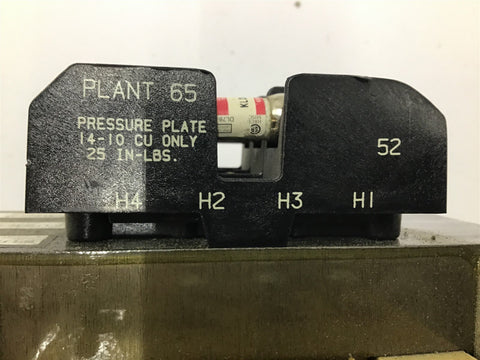 PLANT 65
PRESSURE PLATE
14-10 CU ONLY
25 IN-LBS.
52
H4 H2 H3 H1